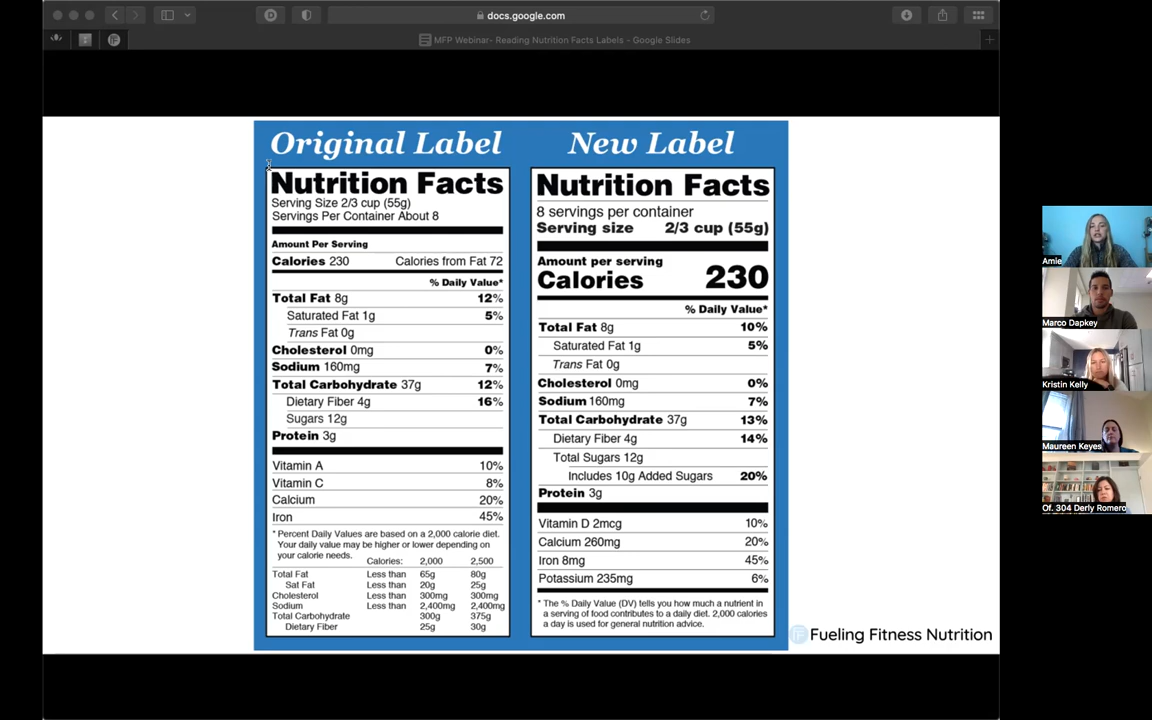 docs.google.com
MFP Webinar- Reading Nutrition Facts Labels - Google Slides
Original Label
Nutrition Facts
Serving Size 2/3 cup (55g)
Servings Per Container About 8
Amount Per Serving
Calories 230 Calories from Fat 72
% Daily Value*
Total Fat 8g 12%
Saturated Fat 1g 5%
Trans Fat 0g
Cholesterol 0mg 0%
Sodium 160mg 7%
Total Carbohydrate 37g 12%
Dietary Fiber 4g 16%
Sugars 12g
Protein 3g
Vitamin A 10%
Vitamin C 8%
Calcium 20%
Iron 45%
* Percent Daily Values are based on a 2,000 calorie diet.
Your daily value may be higher or lower depending on
your calorie needs.
Calories: 2,000 2,500
Total Fat Less than 65g 80g
Sat Fat Less than 20g 25g
Cholesterol Less than 300mg 300mg
Sodium Less than 2,400mg 2,400mg
Total Carbohydrate 300g 375g
Dietary Fiber 25g 30g
New Label
Nutrition Facts
8 servings per container
Serving size 2/3 cup (55g)
Amount per serving
Calories 230
% Daily Value*
Total Fat 8g 10%
Saturated Fat 1g 5%
Trans Fat 0g
Cholesterol 0mg 0%
Sodium 160mg 7%
Total Carbohydrate 37g 13%
Dietary Fiber 4g 14%
Total Sugars 12g
Includes 10g Added Sugars 20%
Protein 3g
Vitamin D 2mcg 10%
Calcium 260mg 20%
Iron 8mg 45%
Potassium 235mg 6%
* The % Daily Value (DV) tells you how much a nutrient in
a serving of food contributes to a daily diet. 2,000 calories
a day is used for general nutrition advice.
Fueling Fitness Nutrition
Amie
Marco Dapkey
Kristin Kelly
Maureen Keyes
Of. 304 Derly Romero